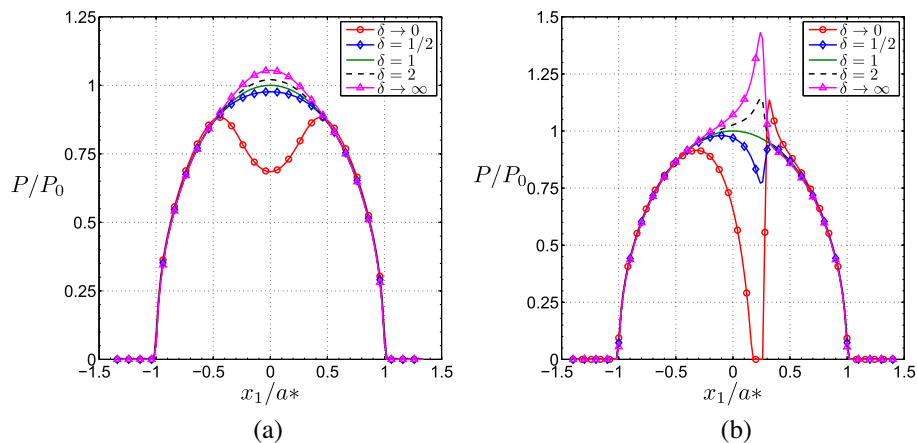 1.25
1
0.75
0.5
0.25
0
−1.5 −1 −0.5 0 0.5 1 1.5
P/P₀
x₁/a*
δ → 0
δ = 1/2
δ = 1
δ = 2
δ → ∞
(a)
1.5
1.25
1
0.75
0.5
0.25
0
−1.5 −1 −0.5 0 0.5 1 1.5
P/P₀
x₁/a*
δ → 0
δ = 1/2
δ = 1
δ = 2
δ → ∞
(b)